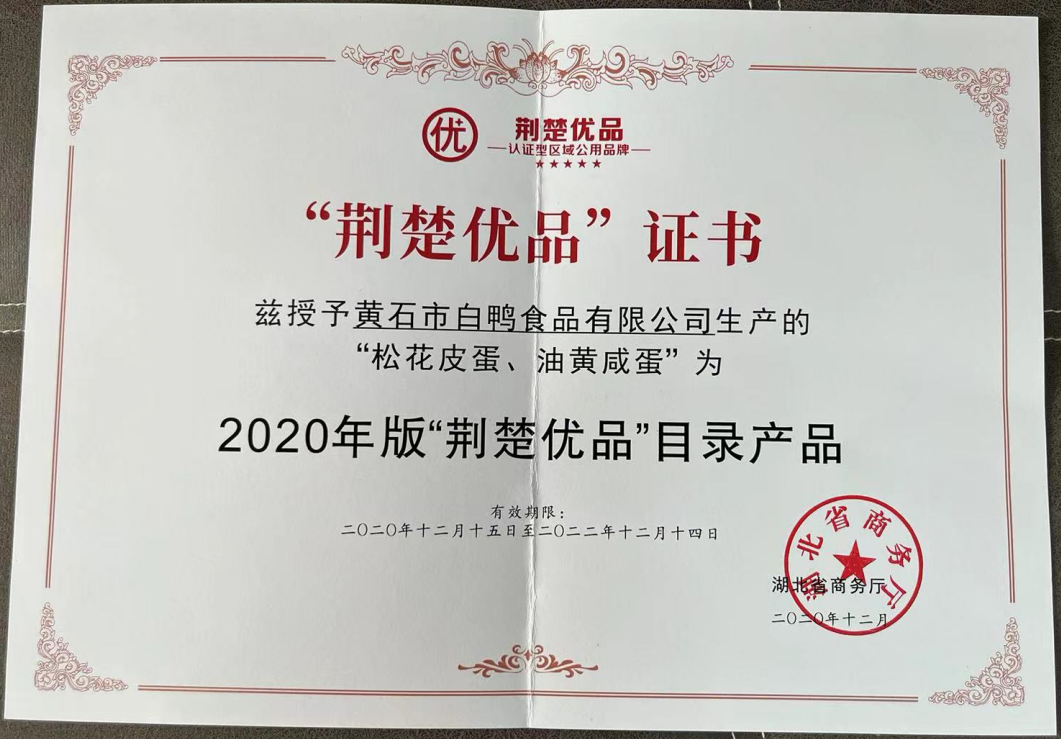 优
荆楚优品
认证型区域公用品牌
★★★★★
“荆楚优品”证书
兹授予黄石市白鸭食品有限公司生产的
“松花皮蛋、油黄咸蛋”为
2020年版“荆楚优品”目录产品
有效期限：
二〇二〇年十二月十五日至二〇二二年十二月十四日
湖北省商务厅
湖北省商务厅
二〇二〇年十二月